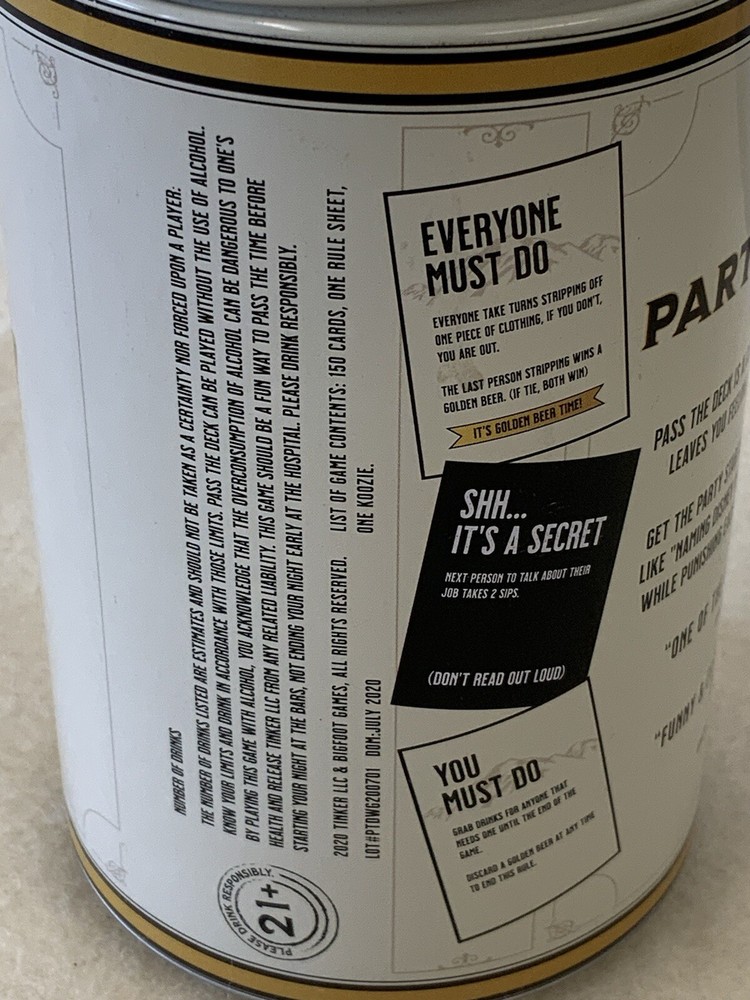 NUMBER OF DRINKS
THE NUMBER OF DRINKS LISTED ARE ESTIMATES AND SHOULD NOT BE TAKEN AS A CERTAINTY NOR FORCED UPON A PLAYER.
KNOW YOUR LIMITS AND DRINK IN ACCORDANCE WITH THOSE LIMITS. PASS THE DECK CAN BE PLAYED WITHOUT THE USE OF ALCOHOL.
BY PLAYING THIS GAME WITH ALCOHOL, YOU ACKNOWLEDGE THAT THE OVERCONSUMPTION OF ALCOHOL CAN BE DANGEROUS TO ONE'S
HEALTH AND RELEASE TINKER LLC FROM ANY RELATED LIABILITY. THIS GAME SHOULD BE A FUN WAY TO PASS THE TIME BEFORE
STARTING YOUR NIGHT AT THE BARS, NOT ENDING YOUR NIGHT EARLY AT THE HOSPITAL. PLEASE DRINK RESPONSIBLY.
2020 TINKER LLC & BIGFOOT GAMES, ALL RIGHTS RESERVED.
LOT#PTDWG200701 DOM:JULY 2020
LIST OF GAME CONTENTS: 150 CARDS, ONE RULE SHEET,
ONE KOOZIE.
PLEASE DRINK RESPONSIBLY.
21+
EVERYONE
MUST DO
EVERYONE TAKE TURNS STRIPPING OFF
ONE PIECE OF CLOTHING, IF YOU DON'T,
YOU ARE OUT.
THE LAST PERSON STRIPPING WINS A
GOLDEN BEER. (IF TIE, BOTH WIN)
IT'S GOLDEN BEER TIME!
SHH...
IT'S A SECRET
NEXT PERSON TO TALK ABOUT THEIR
JOB TAKES 2 SIPS.
(DON'T READ OUT LOUD)
YOU
MUST DO
GRAB DRINKS FOR ANYONE THAT
NEEDS ONE UNTIL THE END OF THE
GAME.
DISCARD A GOLDEN BEER AT ANY TIME
TO END THIS RULE.
PART
PASS THE DECK IS
LEAVES YOU
GET THE PARTY
LIKE "NAMING
WHILE
"ONE OF
"FUNNY